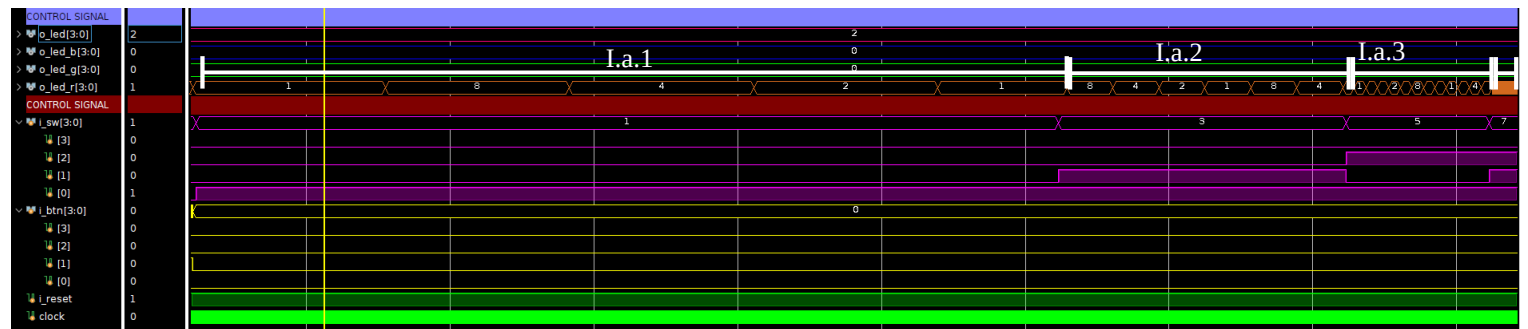 CONTROL SIGNAL
o_led[3:0] 2 2
o_led_b[3:0] 0 0
I.a.1 I.a.2 I.a.3
o_led_g[3:0] 0 0
o_led_r[3:0] 1 1 8 4 2 1 8 4 2 1 8 4 1 2 8 1 4
CONTROL SIGNAL
i_sw[3:0] 1 1 3 5 7
[3] 0
[2] 0
[1] 0
[0] 1
i_btn[3:0] 0 0
[3] 0
[2] 0
[1] 0
[0] 0
i_reset 1
clock 0